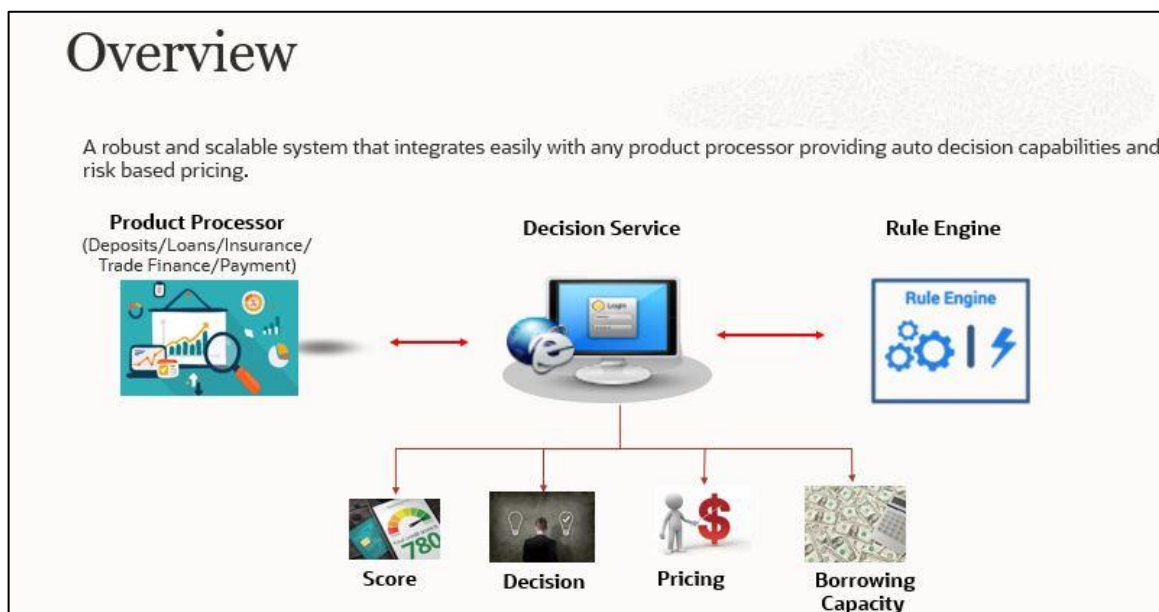 Overview
A robust and scalable system that integrates easily with any product processor providing auto decision capabilities and
risk based pricing.
Product Processor
(Deposits/Loans/Insurance/
Trade Finance/Payment)
Decision Service
Rule Engine
Login
Rule Engine
780
Score
Decision
Pricing
Borrowing
Capacity